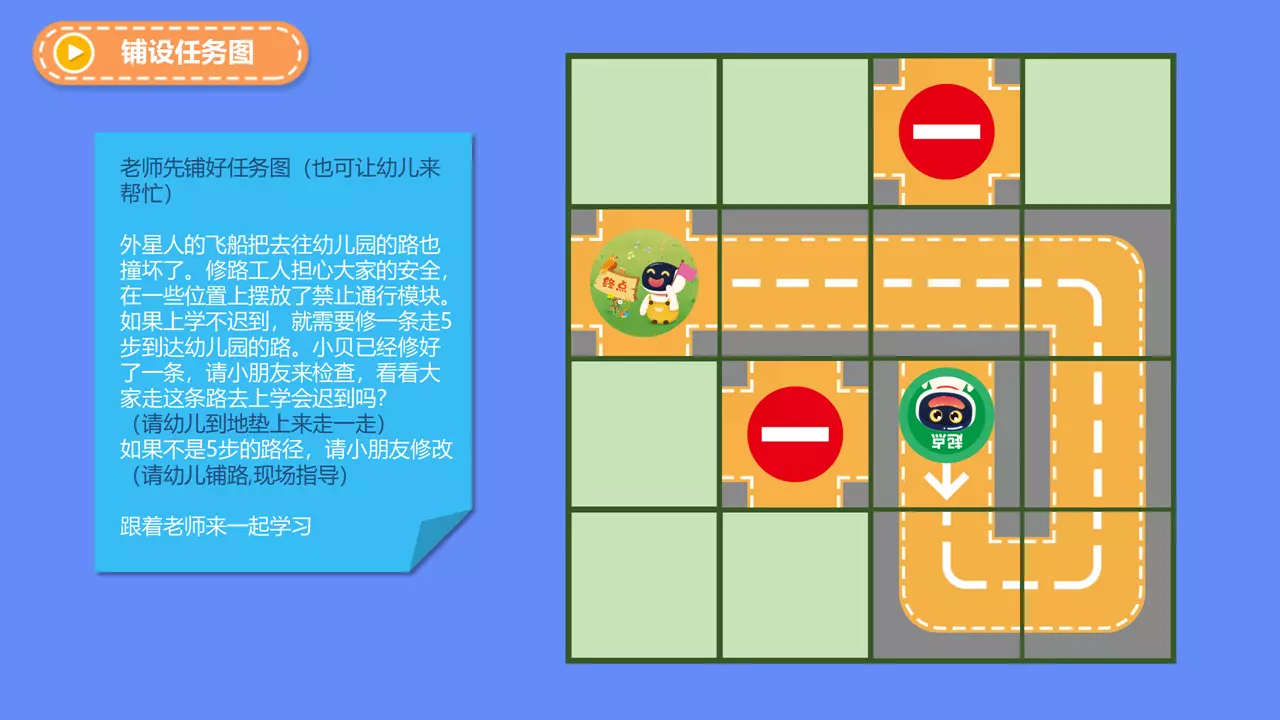 铺设任务图
老师先铺好任务图（也可让幼儿来
帮忙）
外星人的飞船把去往幼儿园的路也
撞坏了。修路工人担心大家的安全，
在一些位置上摆放了禁止通行模块。
如果上学不迟到，就需要修一条走5
步到达幼儿园的路。小贝已经修好
了一条，请小朋友来检查，看看大
家走这条路去上学会迟到吗？
（请幼儿到地垫上来走一走）
如果不是5步的路径，请小朋友修改
（请幼儿铺路,现场指导）
跟着老师来一起学习
终点
起点